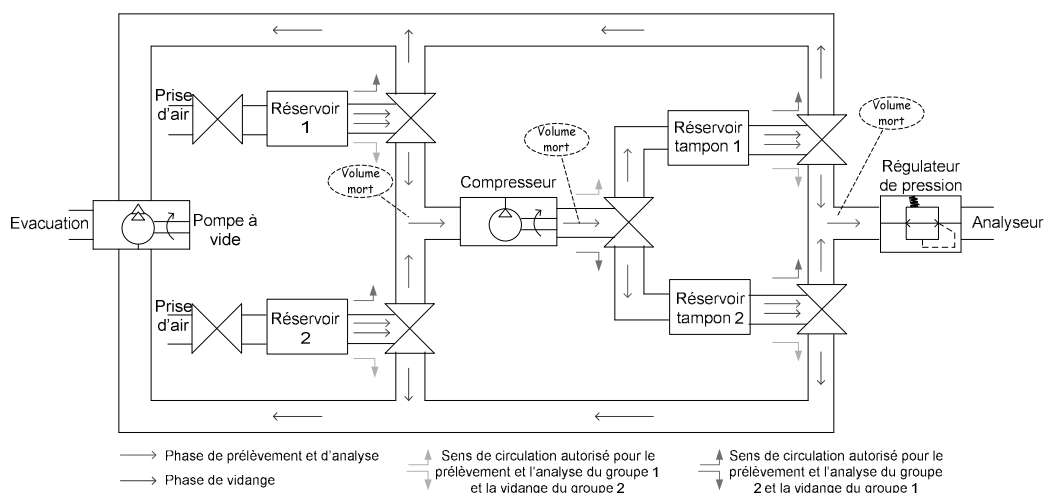 Prise
d'air
Réservoir
1
Volume
mort
Evacuation
Pompe à
vide
Prise
d'air
Réservoir
2
Compresseur
Volume
mort
Réservoir
tampon 1
Réservoir
tampon 2
Volume
mort
Régulateur
de pression
Analyseur
Phase de prélèvement et d'analyse
Phase de vidange
Sens de circulation autorisé pour le
prélèvement et l'analyse du groupe 1
et la vidange du groupe 2
Sens de circulation autorisé pour le
prélèvement et l'analyse du groupe
2 et la vidange du groupe 1